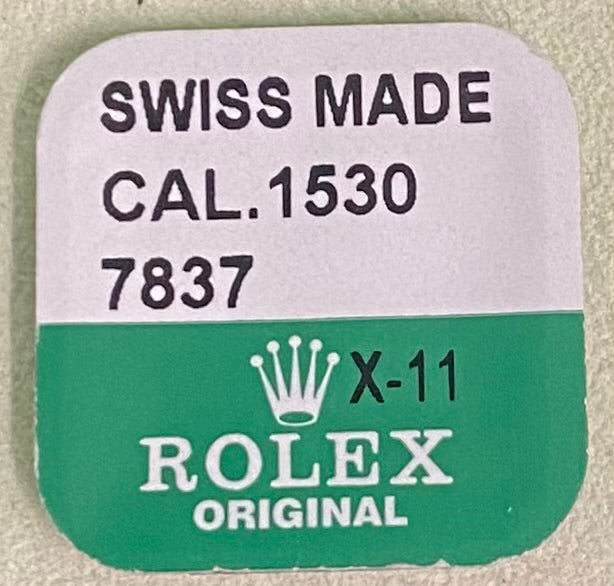 SWISS MADE
CAL.1530
7837
X-11
ROLEX
ORIGINAL